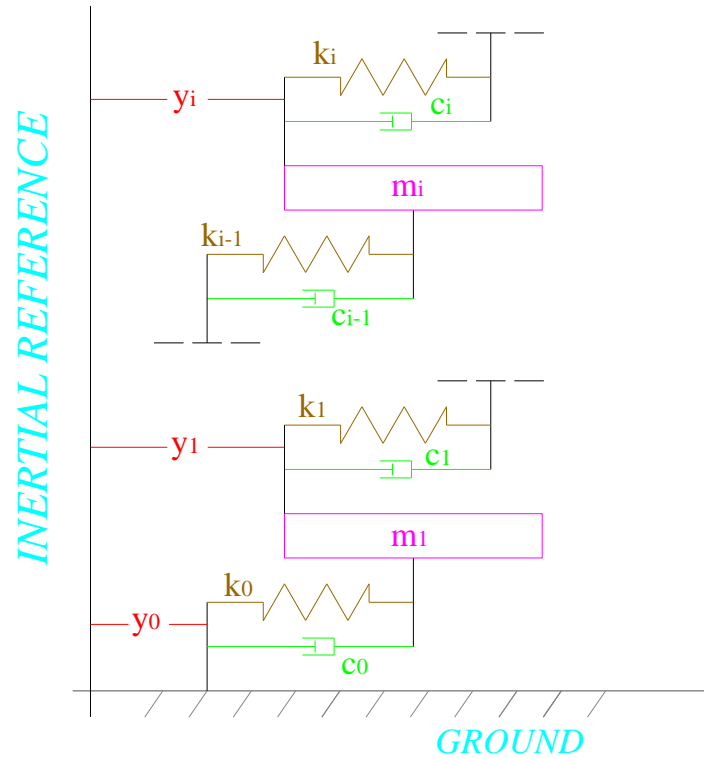 ki
yi
ci
mi
ki-1
ci-1
k1
y1
c1
m1
k0
y0
c0
INERTIAL REFERENCE
GROUND